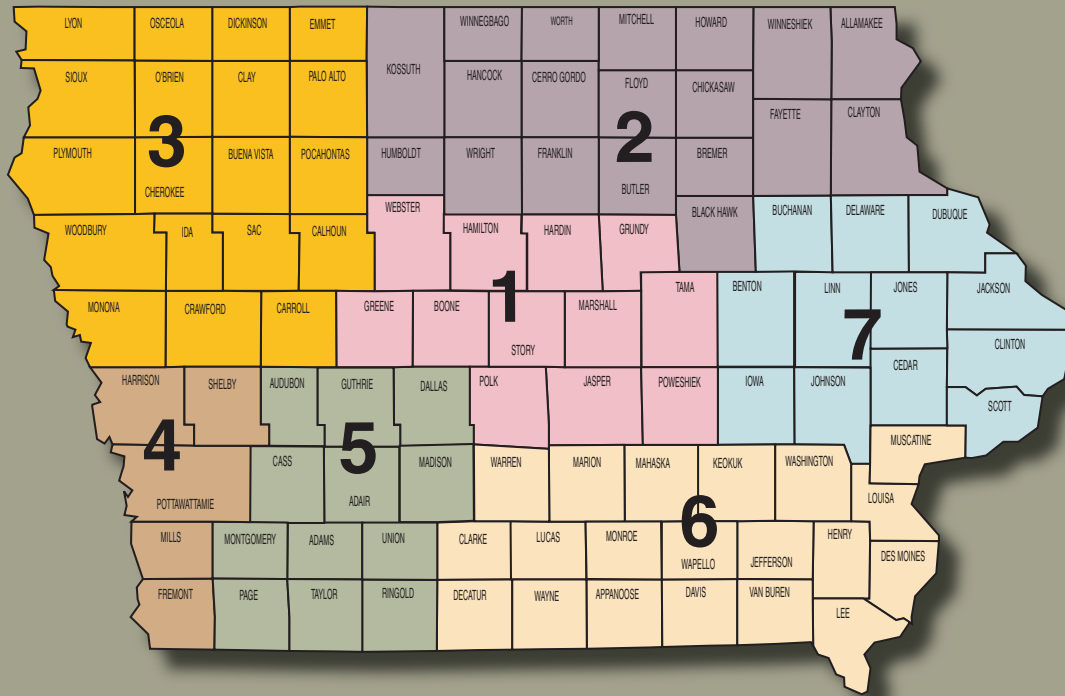 LYON
OSCEOLA
DICKINSON
EMMET
KOSSUTH
WINNEGBAGO
WORTH
MITCHELL
HOWARD
WINNESHIEK
ALLAMAKEE
SIOUX
O'BRIEN
CLAY
PALO ALTO
HANCOCK
CERRO GORDO
FLOYD
CHICKASAW
FAYETTE
CLAYTON
3
2
PLYMOUTH
CHEROKEE
BUENA VISTA
POCAHONTAS
HUMBOLDT
WRIGHT
FRANKLIN
BUTLER
BREMER
WEBSTER
BLACK HAWK
BUCHANAN
DELAWARE
DUBUQUE
WOODBURY
IDA
SAC
CALHOUN
HAMILTON
HARDIN
GRUNDY
1
TAMA
BENTON
LINN
JONES
JACKSON
7
MONONA
CRAWFORD
CARROLL
GREENE
BOONE
STORY
MARSHALL
CLINTON
CEDAR
HARRISON
SHELBY
AUDUBON
GUTHRIE
DALLAS
POLK
JASPER
POWESHIEK
IOWA
JOHNSON
SCOTT
4
5
MUSCATINE
CASS
ADAIR
MADISON
WARREN
MARION
MAHASKA
KEOKUK
WASHINGTON
POTTAWATTAMIE
LOUISA
6
MILLS
MONTGOMERY
ADAMS
UNION
CLARKE
LUCAS
MONROE
WAPELLO
JEFFERSON
HENRY
DES MOINES
FREMONT
PAGE
TAYLOR
RINGOLD
DECATUR
WAYNE
APPANOOSE
DAVIS
VAN BUREN
LEE